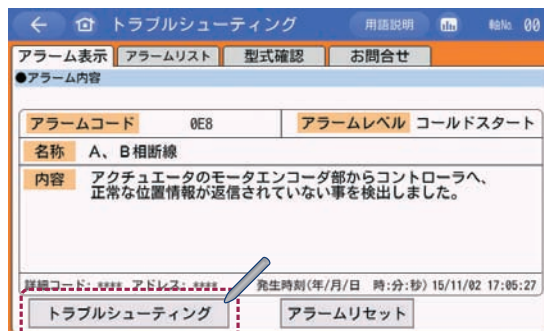 トラブルシューティング 用語説明 軸No. 00
アラーム表示 アラームリスト 型式確認 お問合せ
●アラーム内容
アラームコード 0E8 アラームレベル コールドスタート
名称 A、B相断線
内容 アクチュエータのモータエンコーダ部からコントローラへ、
正常な位置情報が返信されていない事を検出しました。
詳細コード: **** アドレス: **** 発生時刻(年/月/日 時:分:秒) 15/11/02 17:05:27
トラブルシューティング アラームリセット